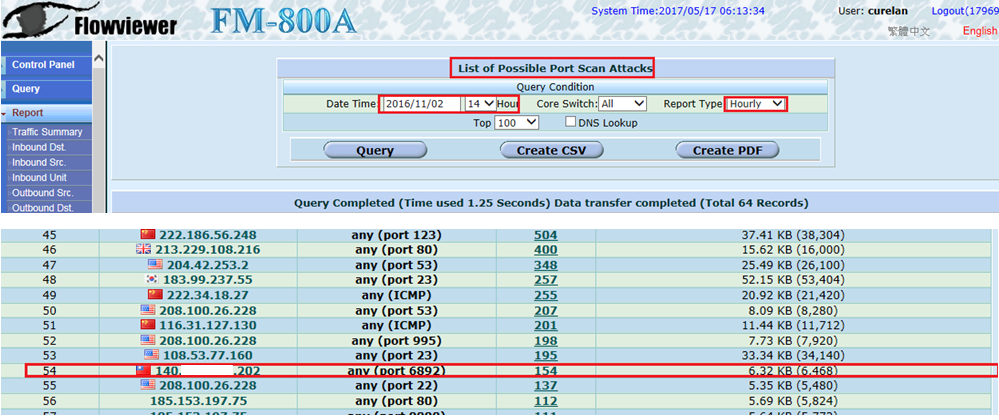 Flowviewer FM-800A
System Time:2017/05/17 06:13:34 User: curelan Logout(17969
繁體中文 English
Control Panel
Query
Report
Traffic Summary
Inbound Dst.
Inbound Src.
Inbound Unit
Outbound Src.
Outbound Dst.
List of Possible Port Scan Attacks
Query Condition
Date Time: 2016/11/02 14 Hour Core Switch: All Report Type: Hourly
Top 100 DNS Lookup
Query Create CSV Create PDF
Query Completed (Time used 1.25 Seconds) Data transfer completed (Total 64 Records)
45 222.186.56.248 any (port 123) 504 37.41 KB (38,304)
46 213.229.108.216 any (port 80) 400 15.62 KB (16,000)
47 204.42.253.2 any (port 53) 348 25.49 KB (26,100)
48 183.99.237.55 any (port 23) 257 52.15 KB (53,404)
49 222.34.18.27 any (ICMP) 255 20.92 KB (21,420)
50 208.100.26.228 any (port 53) 207 8.09 KB (8,280)
51 116.31.127.130 any (ICMP) 201 11.44 KB (11,712)
52 208.100.26.228 any (port 995) 198 7.73 KB (7,920)
53 108.53.77.160 any (port 23) 195 33.34 KB (34,140)
54 140. .202 any (port 6892) 154 6.32 KB (6,468)
55 208.100.26.228 any (port 22) 137 5.35 KB (5,480)
56 185.153.197.75 any (port 80) 112 5.69 KB (5,824)